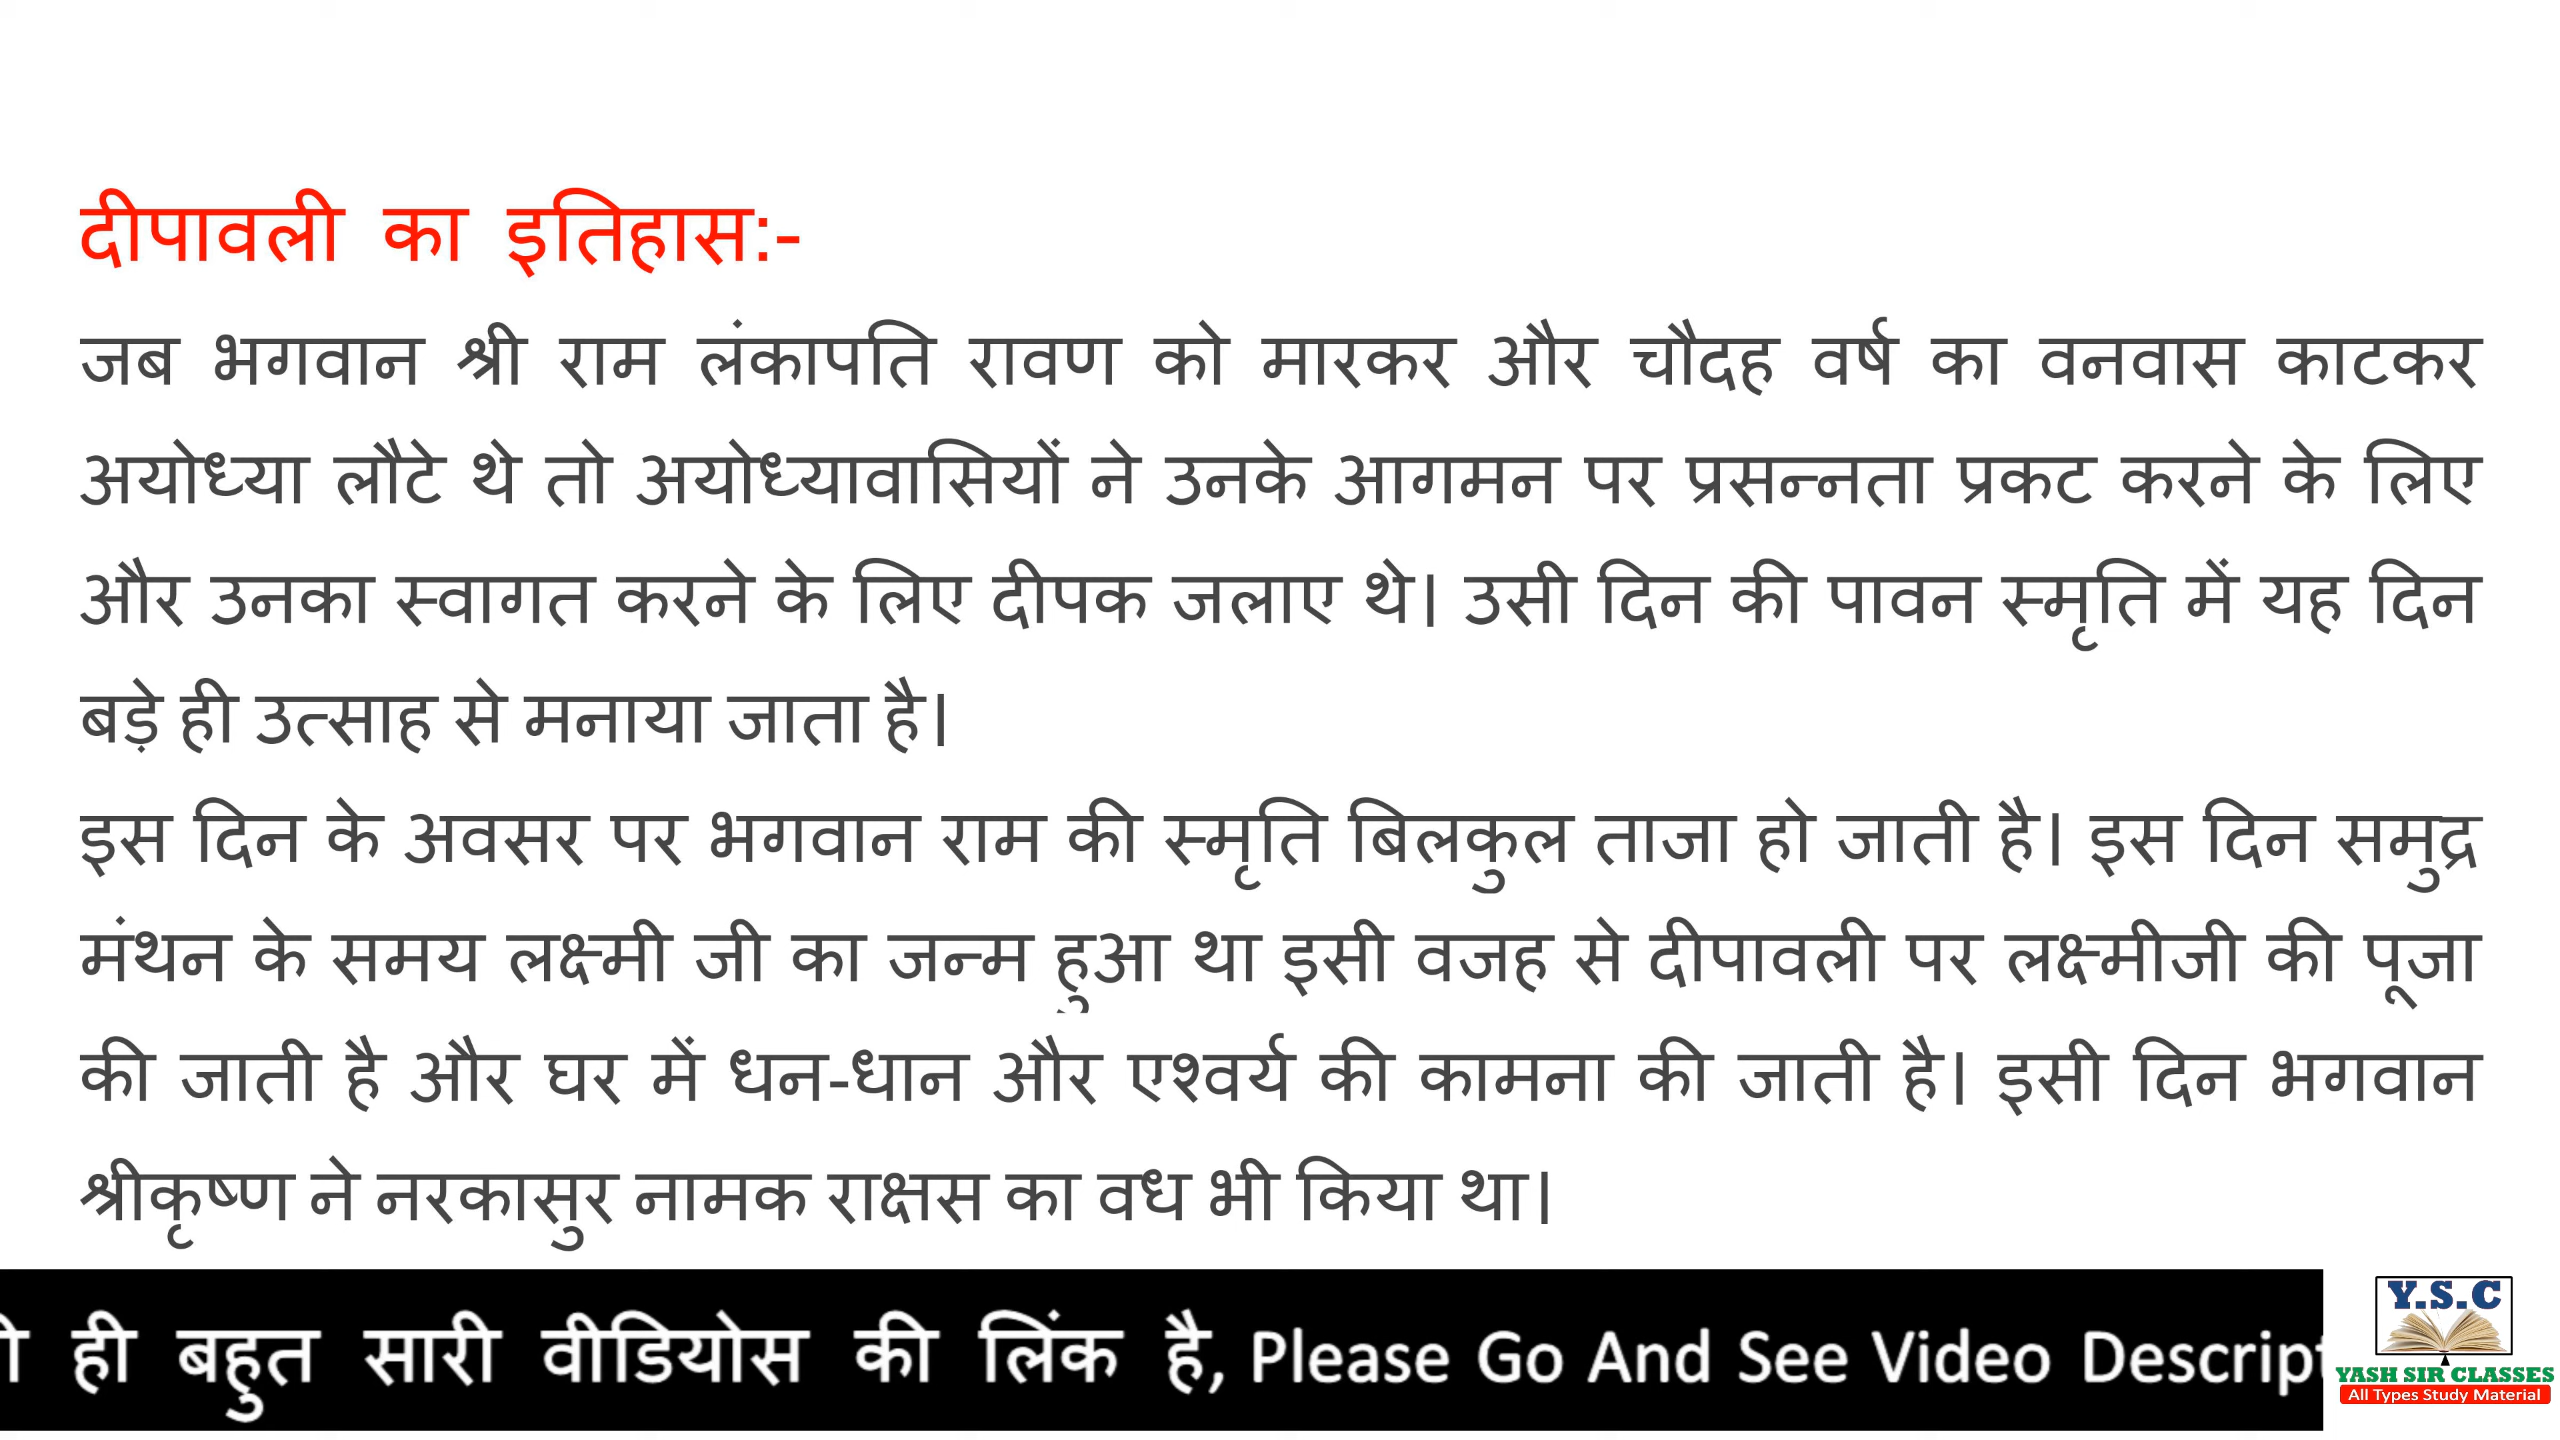 दीपावली का इतिहास:-
जब भगवान श्री राम लंकापति रावण को मारकर और चौदह वर्ष का वनवास काटकर
अयोध्या लौटे थे तो अयोध्यावासियों ने उनके आगमन पर प्रसन्नता प्रकट करने के लिए
और उनका स्वागत करने के लिए दीपक जलाए थे। उसी दिन की पावन स्मृति में यह दिन
बड़े ही उत्साह से मनाया जाता है।
इस दिन के अवसर पर भगवान राम की स्मृति बिलकुल ताजा हो जाती है। इस दिन समुद्र
मंथन के समय लक्ष्मी जी का जन्म हुआ था इसी वजह से दीपावली पर लक्ष्मीजी की पूजा
की जाती है और घर में धन-धान और एश्वर्य की कामना की जाती है। इसी दिन भगवान
श्रीकृष्ण ने नरकासुर नामक राक्षस का वध भी किया था।
ही बहुत सारी वीडियोस की लिंक है, Please Go And See Video Descript
Y.S.C
YASH SIR CLASSES
All Types Study Material